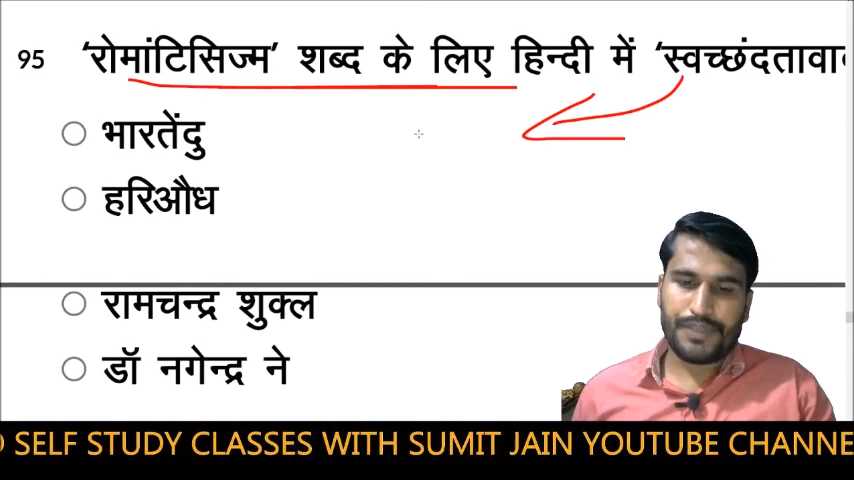 95 'रोमांटिसिज्म' शब्द के लिए हिन्दी में 'स्वच्छंदतावा
भारतेंदु
हरिऔध
रामचन्द्र शुक्ल
डॉ नगेन्द्र ने
SELF STUDY CLASSES WITH SUMIT JAIN YOUTUBE CHANNE